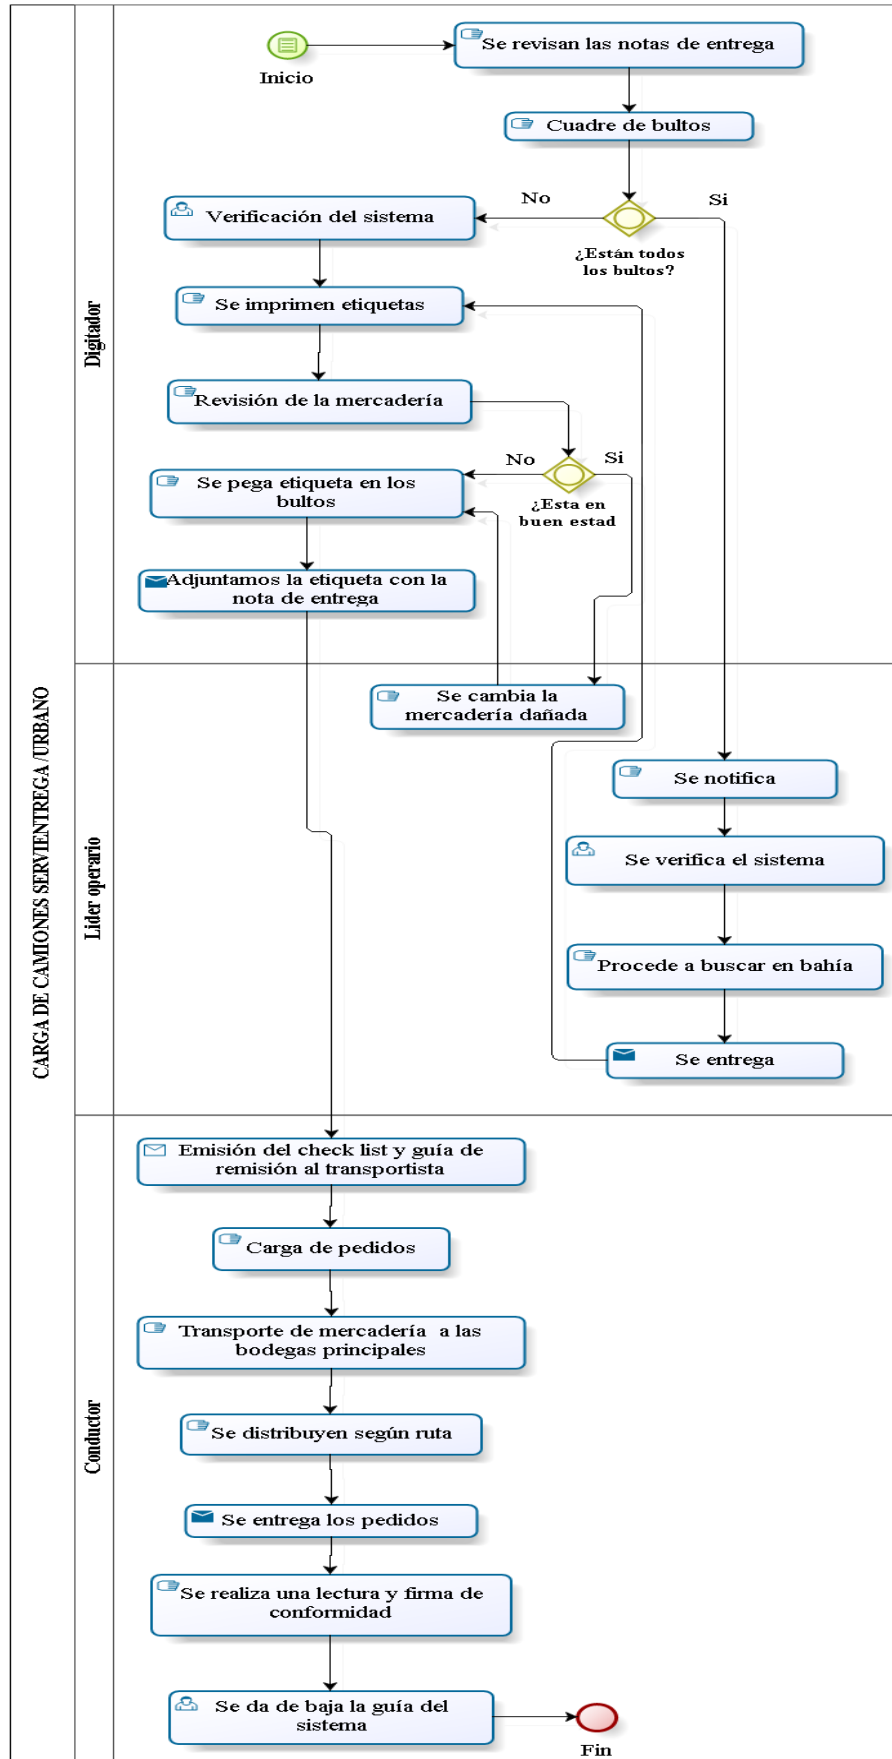 CARGA DE CAMIONES SERVIENTREGA /URBANO
Digitador
Inicio
Se revisan las notas de entrega
Cuadre de bultos
No
Si
¿Están todos
los bultos?
Verificación del sistema
Se imprimen etiquetas
Revisión de la mercadería
No
Si
¿Esta en
buen estad
Se pega etiqueta en los
bultos
Adjuntamos la etiqueta con la
nota de entrega
Lider operario
Se cambia la
mercadería dañada
Se notifica
Se verifica el sistema
Procede a buscar en bahía
Se entrega
Conductor
Emisión del check list y guía de
remisión al transportista
Carga de pedidos
Transporte de mercadería a las
bodegas principales
Se distribuyen según ruta
Se entrega los pedidos
Se realiza una lectura y firma de
conformidad
Se da de baja la guía del
sistema
Fin